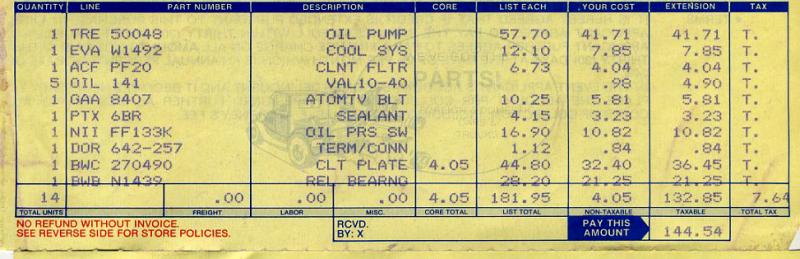 QUANTITY LINE PART NUMBER DESCRIPTION CORE LIST EACH YOUR COST EXTENSION TAX
1 TRE 50048 OIL PUMP 57.70 41.71 41.71 T.
1 EVA W1492 COOL SYS 12.10 7.85 7.85 T.
1 ACF PF20 CLNT FLTR 6.73 4.04 4.04 T.
5 OIL 141 VAL10-40 .98 4.90 T.
1 GAA 8407 ATOMTV BLT 10.25 5.81 5.81 T.
1 PTX 6BR SEALANT 4.15 3.23 3.23 T.
1 NII FF133K OIL PRS SW 16.90 10.82 10.82 T.
1 DOR 642-257 TERM/CONN 1.12 .84 .84 T.
1 BWC 270490 CLT PLATE 4.05 44.80 32.40 36.45 T.
1 BWB N1439 REL BEARNG 28.20 21.25 21.25 T.
14 .00 .00 .00 4.05 181.95 4.05 132.85 7.64
TOTAL UNITS FREIGHT LABOR MISC. CORE TOTAL LIST TOTAL NON-TAXABLE TAXABLE TOTAL TAX
NO REFUND WITHOUT INVOICE.
SEE REVERSE SIDE FOR STORE POLICIES.
RCVD.
BY: X
PAY THIS
AMOUNT 144.54
PARTS!